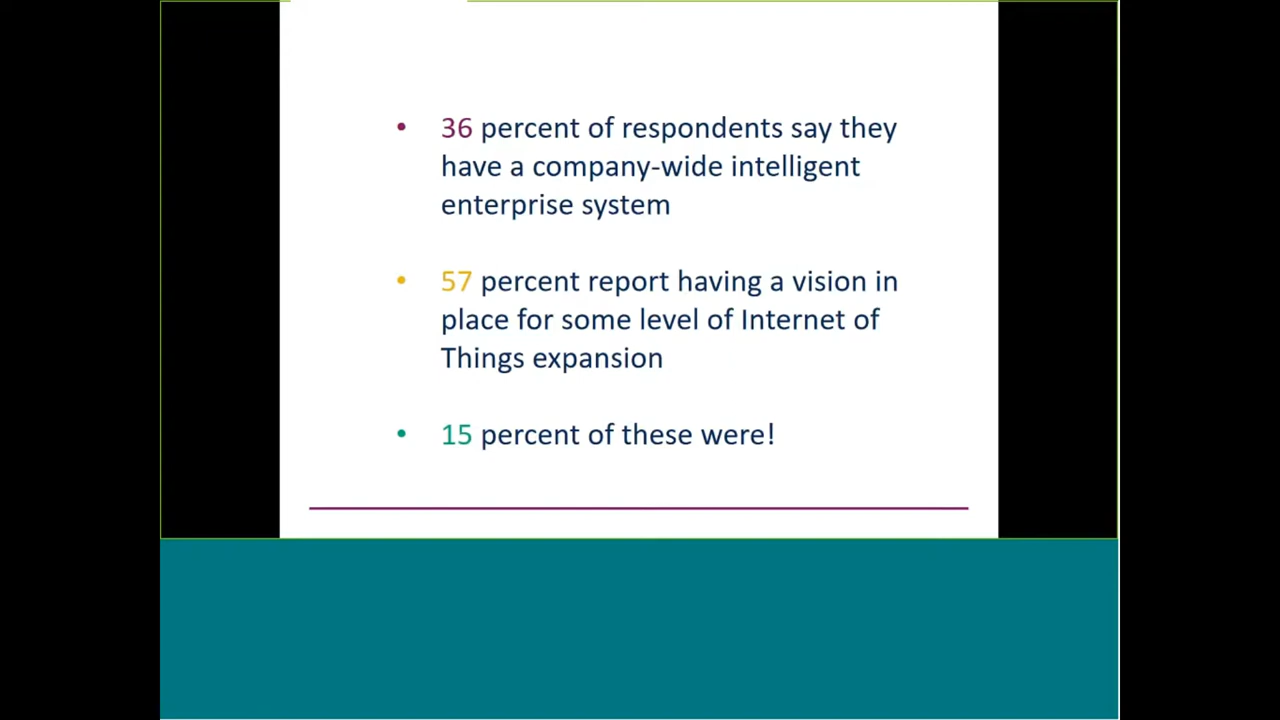 • 36 percent of respondents say they
have a company-wide intelligent
enterprise system
• 57 percent report having a vision in
place for some level of Internet of
Things expansion
• 15 percent of these were!